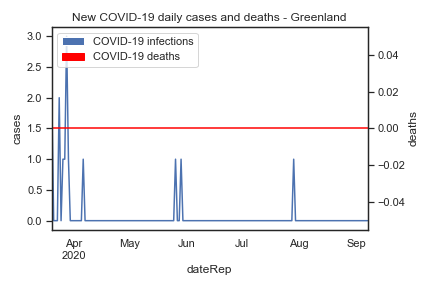 New COVID-19 daily cases and deaths - Greenland
COVID-19 infections
COVID-19 deaths
3.0
2.5
2.0
1.5
1.0
0.5
0.0
cases
0.04
0.02
0.00
−0.02
−0.04
deaths
Apr May Jun Jul Aug Sep
2020
dateRep